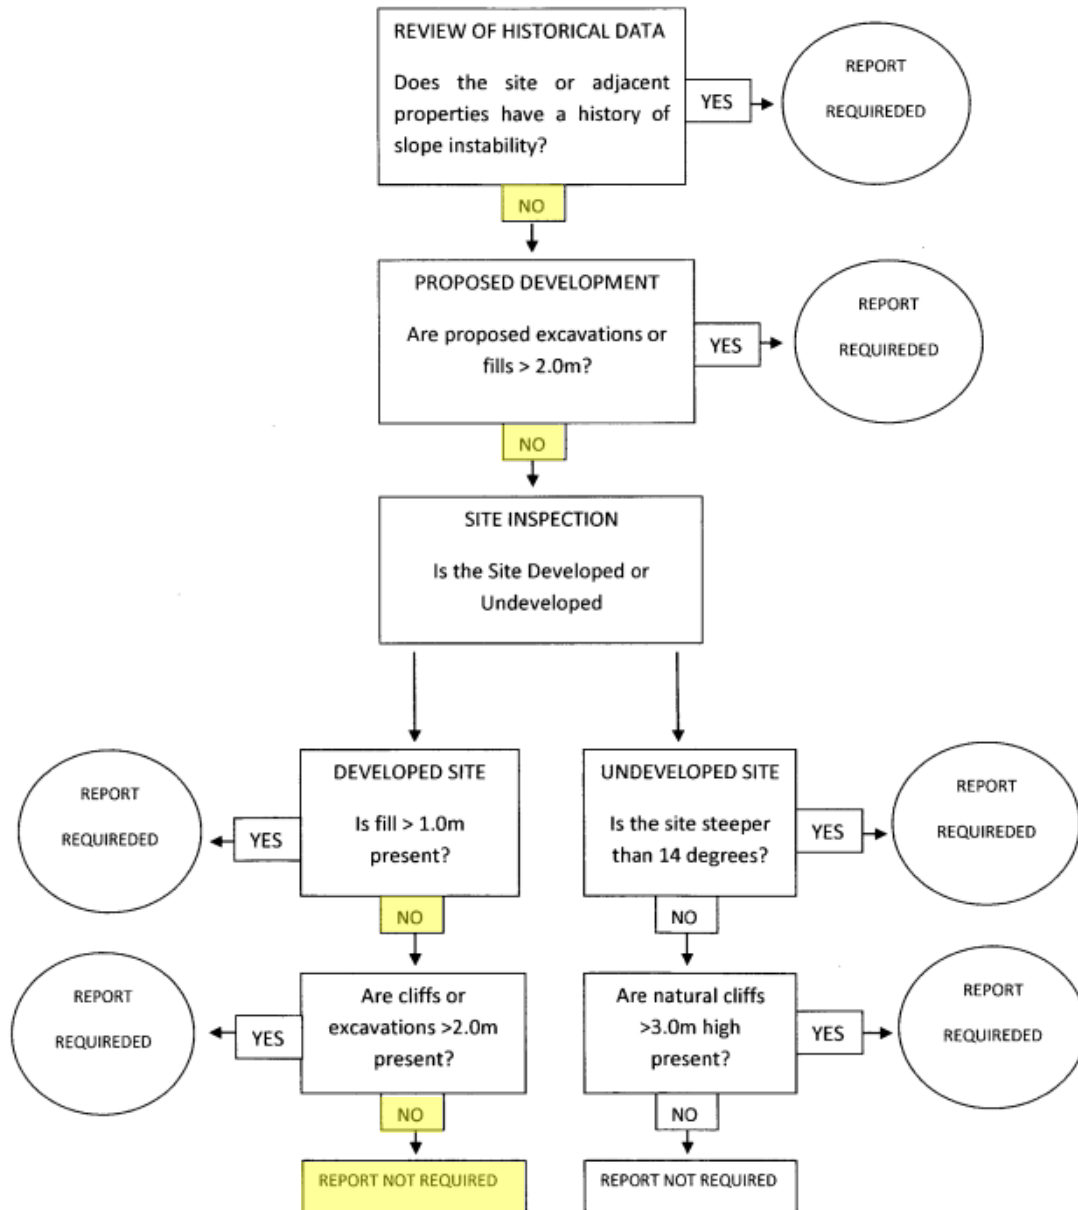 REVIEW OF HISTORICAL DATA
Does the site or adjacent
properties have a history of
slope instability?
YES
REPORT
REQUIREDED
NO
PROPOSED DEVELOPMENT
Are proposed excavations or
fills > 2.0m?
YES
REPORT
REQUIREDED
NO
SITE INSPECTION
Is the Site Developed or
Undeveloped
DEVELOPED SITE
Is fill > 1.0m
present?
YES
REPORT
REQUIREDED
NO
UNDEVELOPED SITE
Is the site steeper
than 14 degrees?
YES
REPORT
REQUIREDED
NO
Are cliffs or
excavations >2.0m
present?
YES
REPORT
REQUIREDED
NO
REPORT NOT REQUIRED
Are natural cliffs
>3.0m high
present?
YES
REPORT
REQUIREDED
NO
REPORT NOT REQUIRED